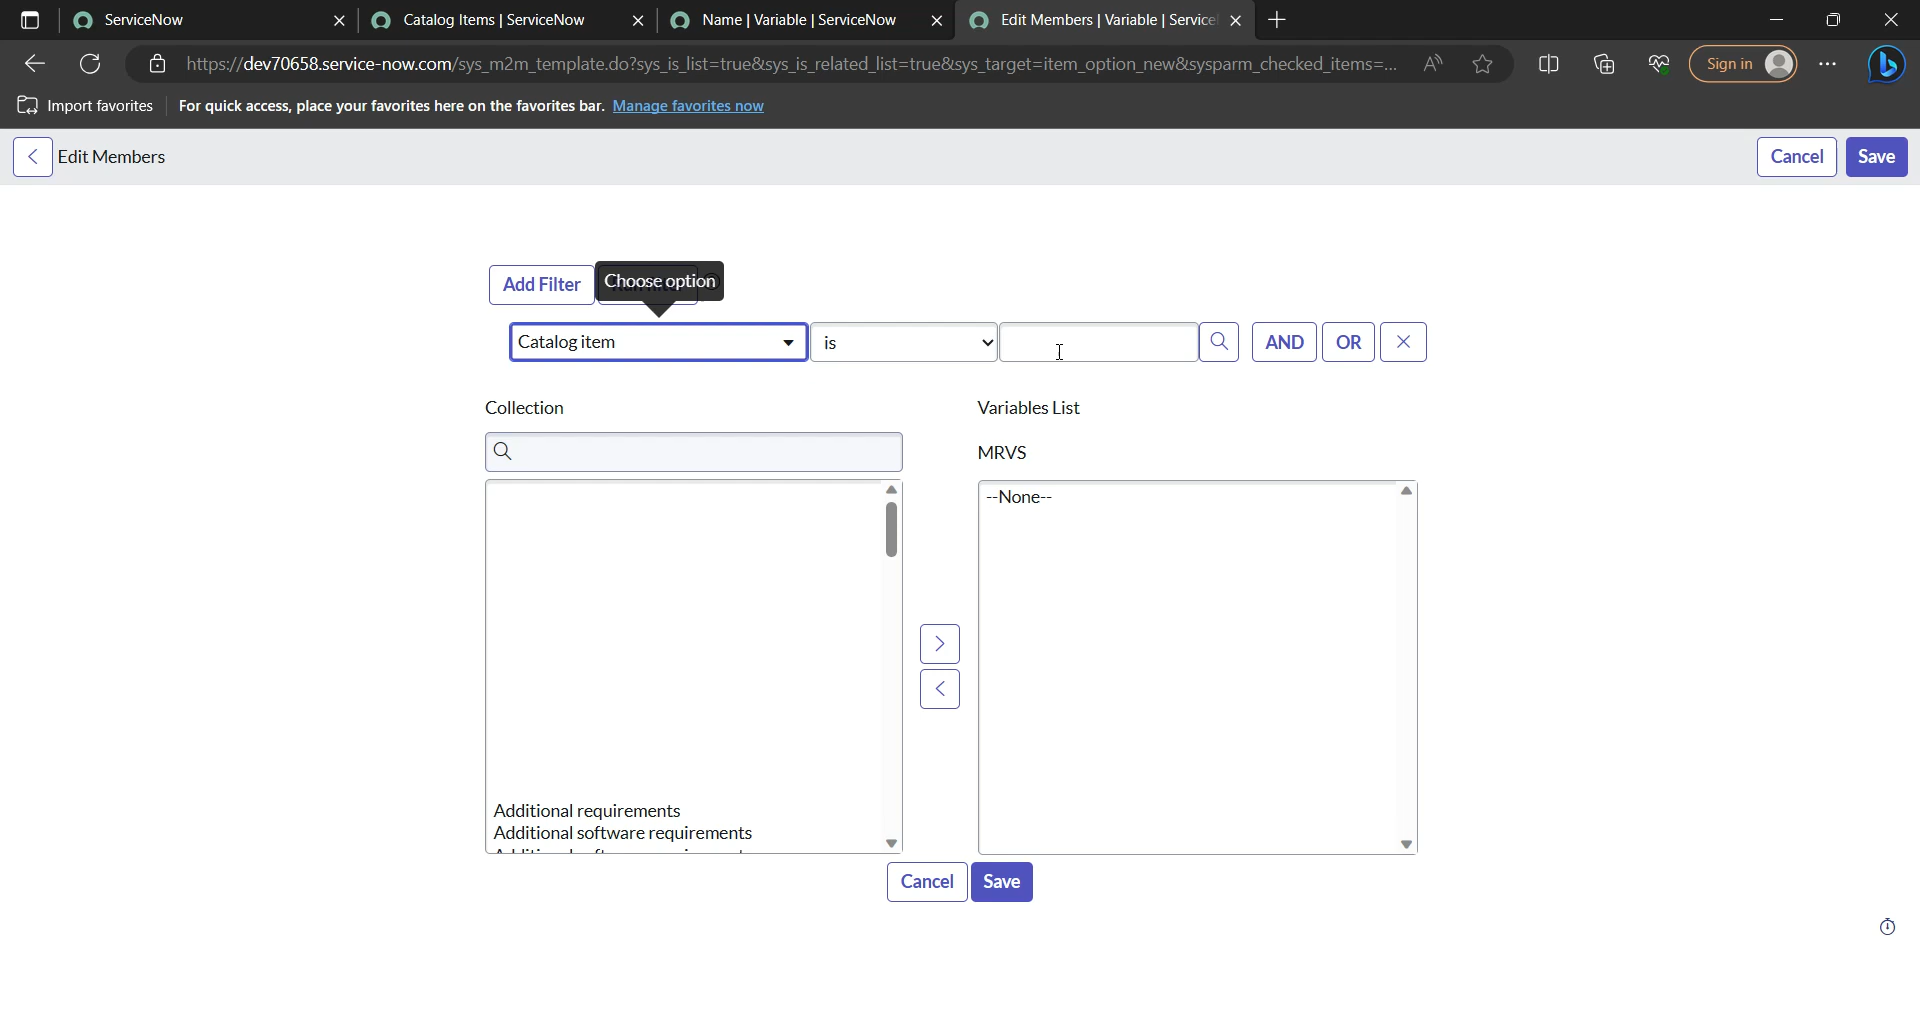 ServiceNow
Catalog Items | ServiceNow
Name | Variable | ServiceNow
Edit Members | Variable | Service
https://dev70658.service-now.com/sys_m2m_template.do?sys_is_list=true&sys_is_related_list=true&sys_target=item_option_new&sysparm_checked_items=...
Sign in
Import favorites
For quick access, place your favorites here on the favorites bar. Manage favorites now
Edit Members
Cancel
Save
Add Filter
Choose option
Catalog item
is
AND
OR
Collection
Variables List
MRVS
--None--
Additional requirements
Additional software requirements
Cancel
Save